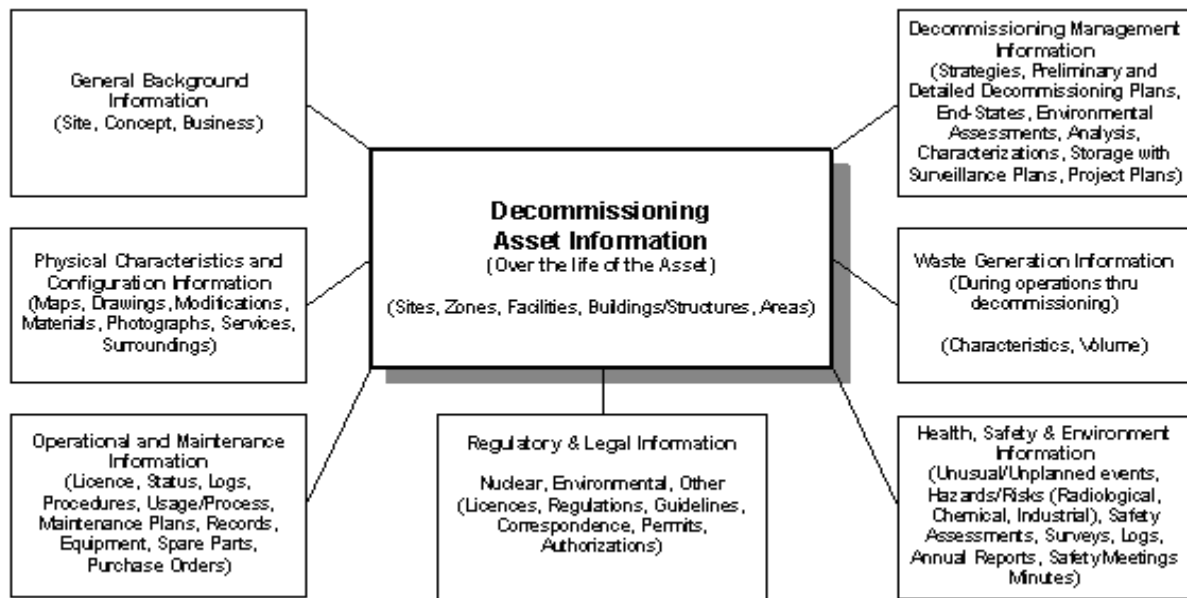 General Background
Information
(Site, Concept, Business)
Physical Characteristics and
Configuration Information
(Maps, Drawings, Modifications,
Materials, Photographs, Services,
Surroundings)
Operational and Maintenance
Information
(Licence, Status, Logs,
Procedures, Usage/Process,
Maintenance Plans, Records,
Equipment, Spare Parts,
Purchase Orders)
Decommissioning
Asset Information
(Over the life of the Asset)
(Sites, Zones, Facilities, Buildings/Structures, Areas)
Regulatory & Legal Information
Nuclear, Environmental, Other
(Licences, Regulations, Guidelines,
Correspondence, Permits,
Authorizations)
Decommissioning Management
Information
(Strategies, Preliminary and
Detailed Decommissioning Plans,
End-States, Environmental
Assessments, Analysis,
Characterizations, Storage with
Surveillance Plans, Project Plans)
Waste Generation Information
(During operations thru
decommissioning)
(Characteristics, Volume)
Health, Safety & Environment
Information
(Unusual/Unplanned events,
Hazards/Risks (Radiological,
Chemical, Industrial), Safety
Assessments, Surveys, Logs,
Annual Reports, Safety Meetings
Minutes)